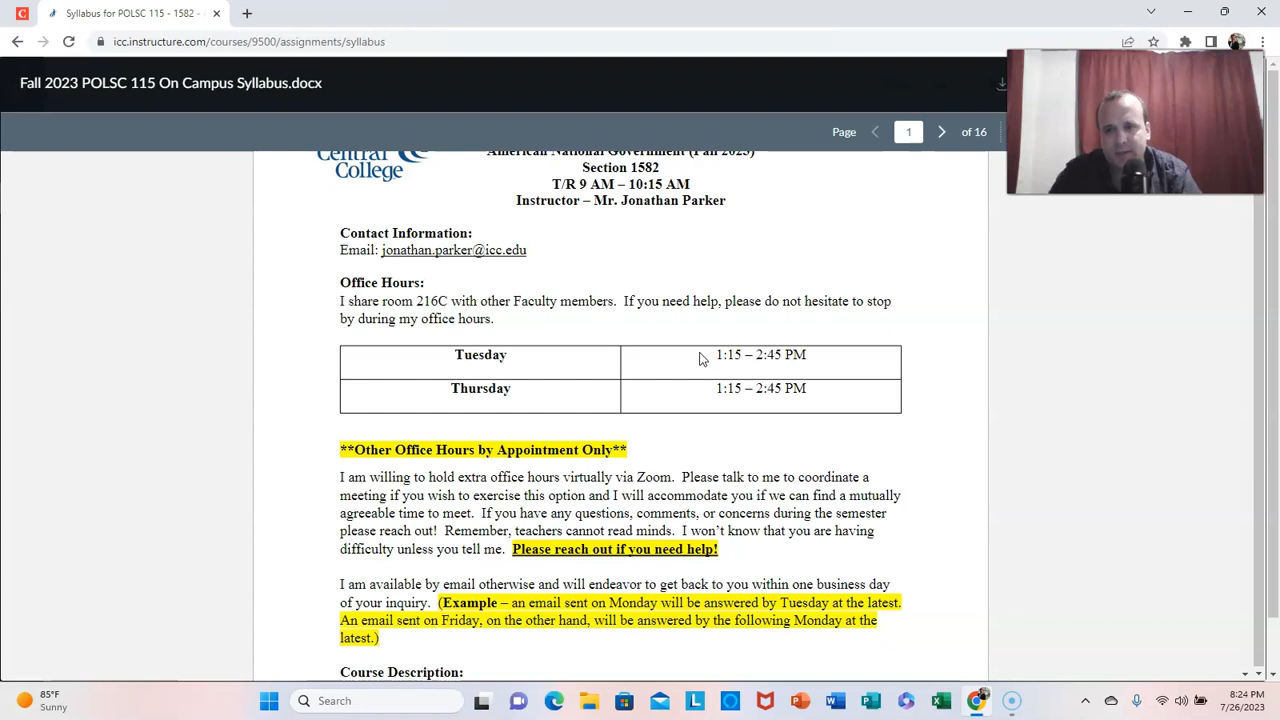 Syllabus for POLSC 115 - 1582 -
icc.instructure.com/courses/9500/assignments/syllabus
Fall 2023 POLSC 115 On Campus Syllabus.docx
Page 1 of 16
Central
College
American National Government (Fall 2023)
Section 1582
T/R 9 AM – 10:15 AM
Instructor – Mr. Jonathan Parker
Contact Information:
Email: jonathan.parker@icc.edu
Office Hours:
I share room 216C with other Faculty members.  If you need help, please do not hesitate to stop
by during my office hours.
Tuesday 1:15 – 2:45 PM
Thursday 1:15 – 2:45 PM
**Other Office Hours by Appointment Only**
I am willing to hold extra office hours virtually via Zoom.  Please talk to me to coordinate a
meeting if you wish to exercise this option and I will accommodate you if we can find a mutually
agreeable time to meet.  If you have any questions, comments, or concerns during the semester
please reach out!  Remember, teachers cannot read minds.  I won’t know that you are having
difficulty unless you tell me.  Please reach out if you need help!
I am available by email otherwise and will endeavor to get back to you within one business day
of your inquiry.  (Example – an email sent on Monday will be answered by Tuesday at the latest.
An email sent on Friday, on the other hand, will be answered by the following Monday at the
latest.)
Course Description:
85°F
Sunny
Search
8:24 PM
7/26/2023